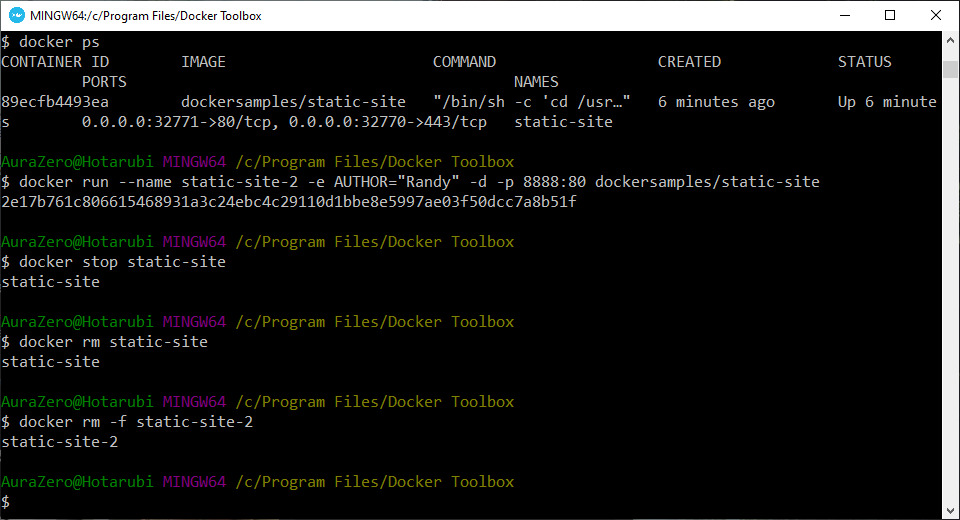 MINGW64:/c/Program Files/Docker Toolbox
$ docker ps
CONTAINER ID        IMAGE                       COMMAND                  CREATED             STATUS
         PORTS                                           NAMES
89ecfb4493ea        dockersamples/static-site   "/bin/sh -c 'cd /usr…"   6 minutes ago       Up 6 minute
s        0.0.0.0:32771->80/tcp, 0.0.0.0:32770->443/tcp   static-site
AuraZero@Hotarubi MINGW64 /c/Program Files/Docker Toolbox
$ docker run --name static-site-2 -e AUTHOR="Randy" -d -p 8888:80 dockersamples/static-site
2e17b761c806615468931a3c24ebc4c29110d1bbe8e5997ae03f50dcc7a8b51f
AuraZero@Hotarubi MINGW64 /c/Program Files/Docker Toolbox
$ docker stop static-site
static-site
AuraZero@Hotarubi MINGW64 /c/Program Files/Docker Toolbox
$ docker rm static-site
static-site
AuraZero@Hotarubi MINGW64 /c/Program Files/Docker Toolbox
$ docker rm -f static-site-2
static-site-2
AuraZero@Hotarubi MINGW64 /c/Program Files/Docker Toolbox
$